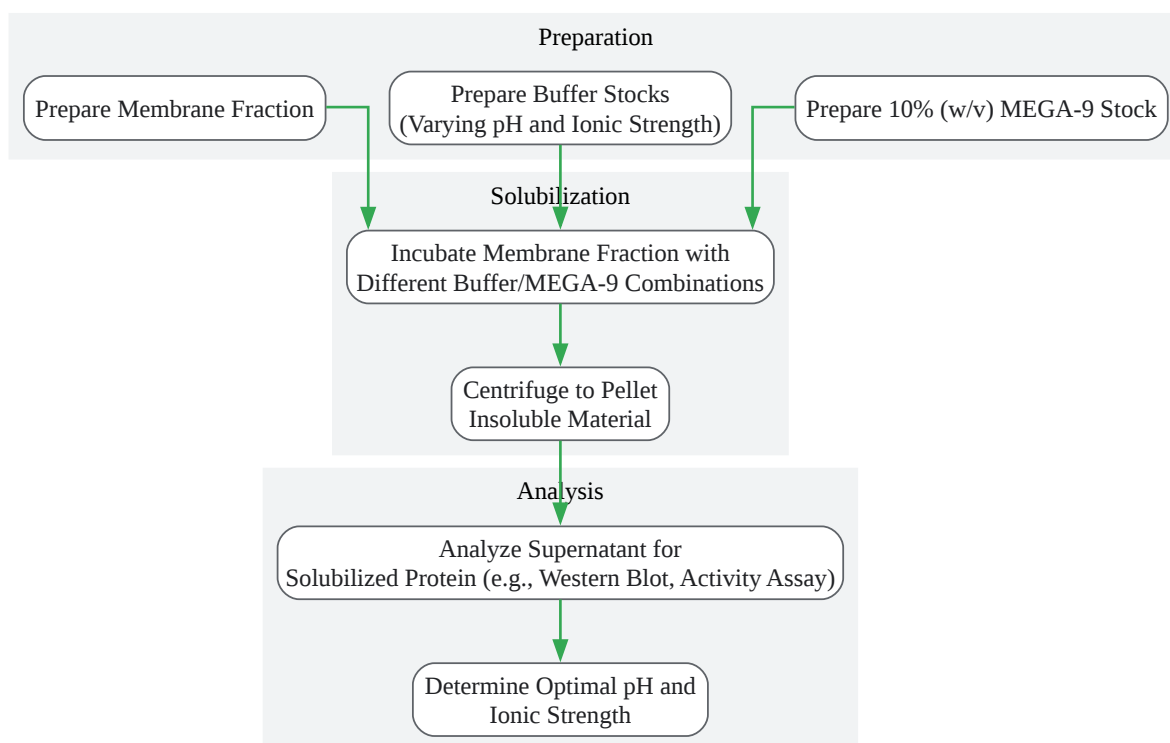 Preparation
Prepare Membrane Fraction
Prepare Buffer Stocks
(Varying pH and Ionic Strength)
Prepare 10% (w/v) MEGA-9 Stock
Solubilization
Incubate Membrane Fraction with
Different Buffer/MEGA-9 Combinations
Centrifuge to Pellet
Insoluble Material
Analysis
Analyze Supernatant for
Solubilized Protein (e.g., Western Blot, Activity Assay)
Determine Optimal pH and
Ionic Strength